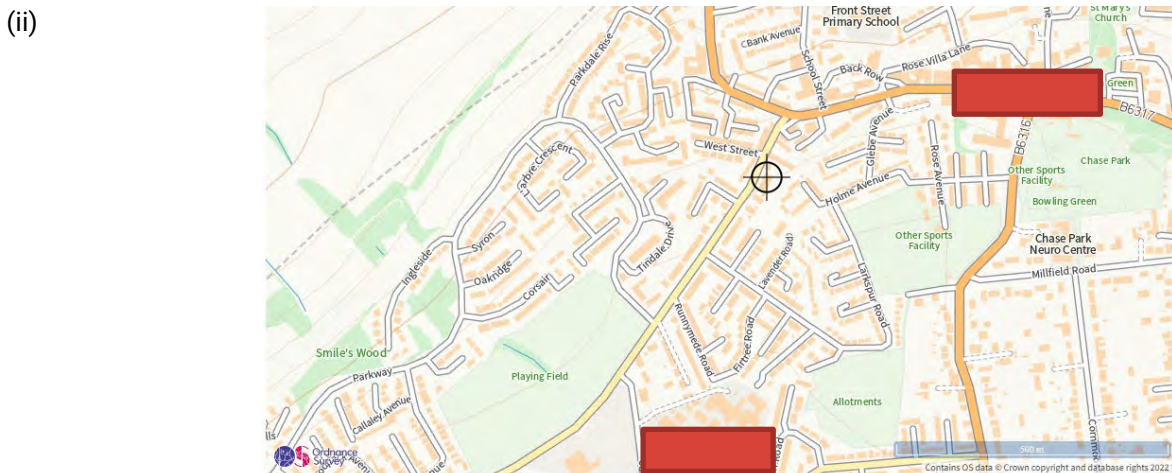 (ii)
Front Street
Primary School
St Mary's
Church
Bank Avenue
Parkdale Rise
School Street
Back Row
Rose Villa Lane
Green
B6317
B6316
West Street
Glebe Avenue
Rose Avenue
Chase Park
Other Sports
Facility
Bowling Green
Holme Avenue
Other Sports
Facility
Chase Park
Neuro Centre
Millfield Road
Larbre Crescent
Syron
Ingleside
Oakridge
Corsair
Tindale Drive
Lavender Road
Larkspur Road
Runnymede Road
Firtree Road
Smile's Wood
Parkway
Playing Field
Callaley Avenue
Allotments
Ordnance
Survey
500 m
Contains OS data © Crown copyright and database rights 202